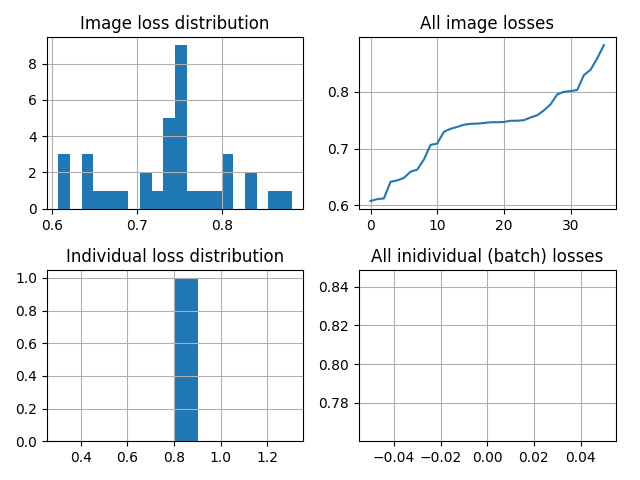 Image loss distribution
All image losses
8
6
4
2
0
0.6 0.7 0.8
0.8
0.7
0.6
0 10 20 30
Individual loss distribution
All inidividual (batch) losses
1.0
0.8
0.6
0.4
0.2
0.0
0.4 0.6 0.8 1.0 1.2
0.84
0.82
0.80
0.78
−0.04 −0.02 0.00 0.02 0.04